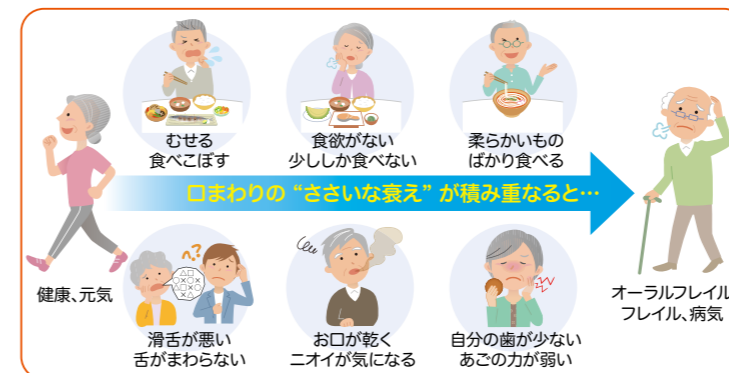 むせる
食べこぼす
食欲がない
少ししか食べない
柔らかいもの
ばかり食べる
口まわりの“ささいな衰え”が積み重なると…
健康、元気
滑舌が悪い
舌がまわらない
お口が乾く
ニオイが気になる
自分の歯が少ない
あごの力が弱い
オーラルフレイル
フレイル、病気